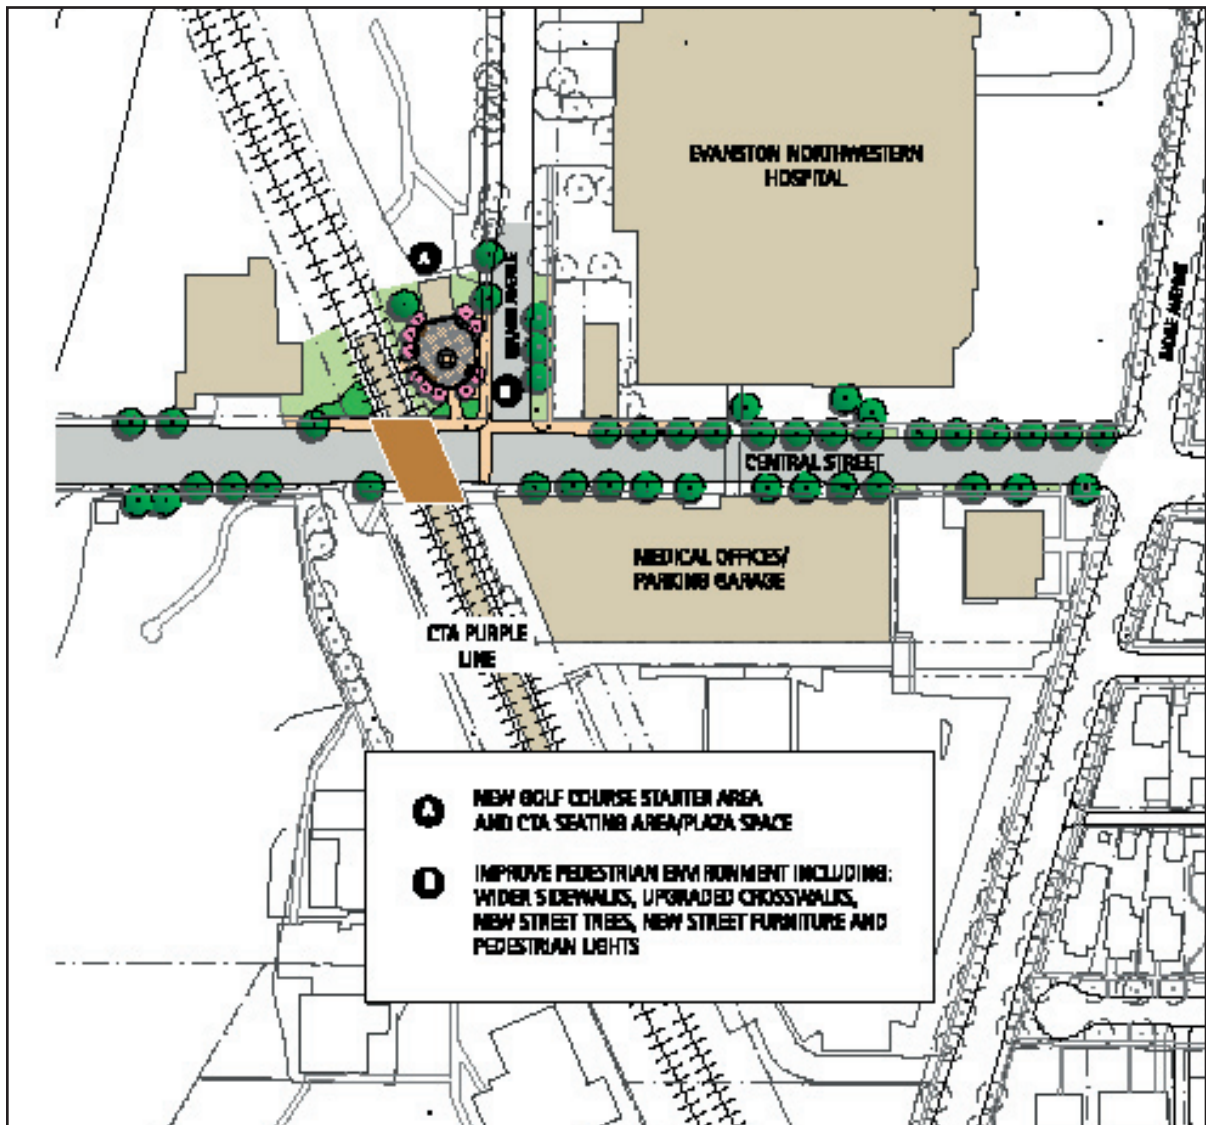 EVANSTON NORTHWESTERN
HOSPITAL
A
AVENUE
B
AVENUE
CENTRAL STREET
MEDICAL OFFICES/
PARKING GARAGE
CTA PURPLE
LINE
A NEW GOLF COURSE STARTER AREA
AND CTA SEATING AREA/PLAZA SPACE
B IMPROVE PEDESTRIAN ENVIRONMENT INCLUDING:
WIDER SIDEWALKS, UPGRADED CROSSWALKS,
NEW STREET TREES, NEW STREET FURNITURE AND
PEDESTRIAN LIGHTS